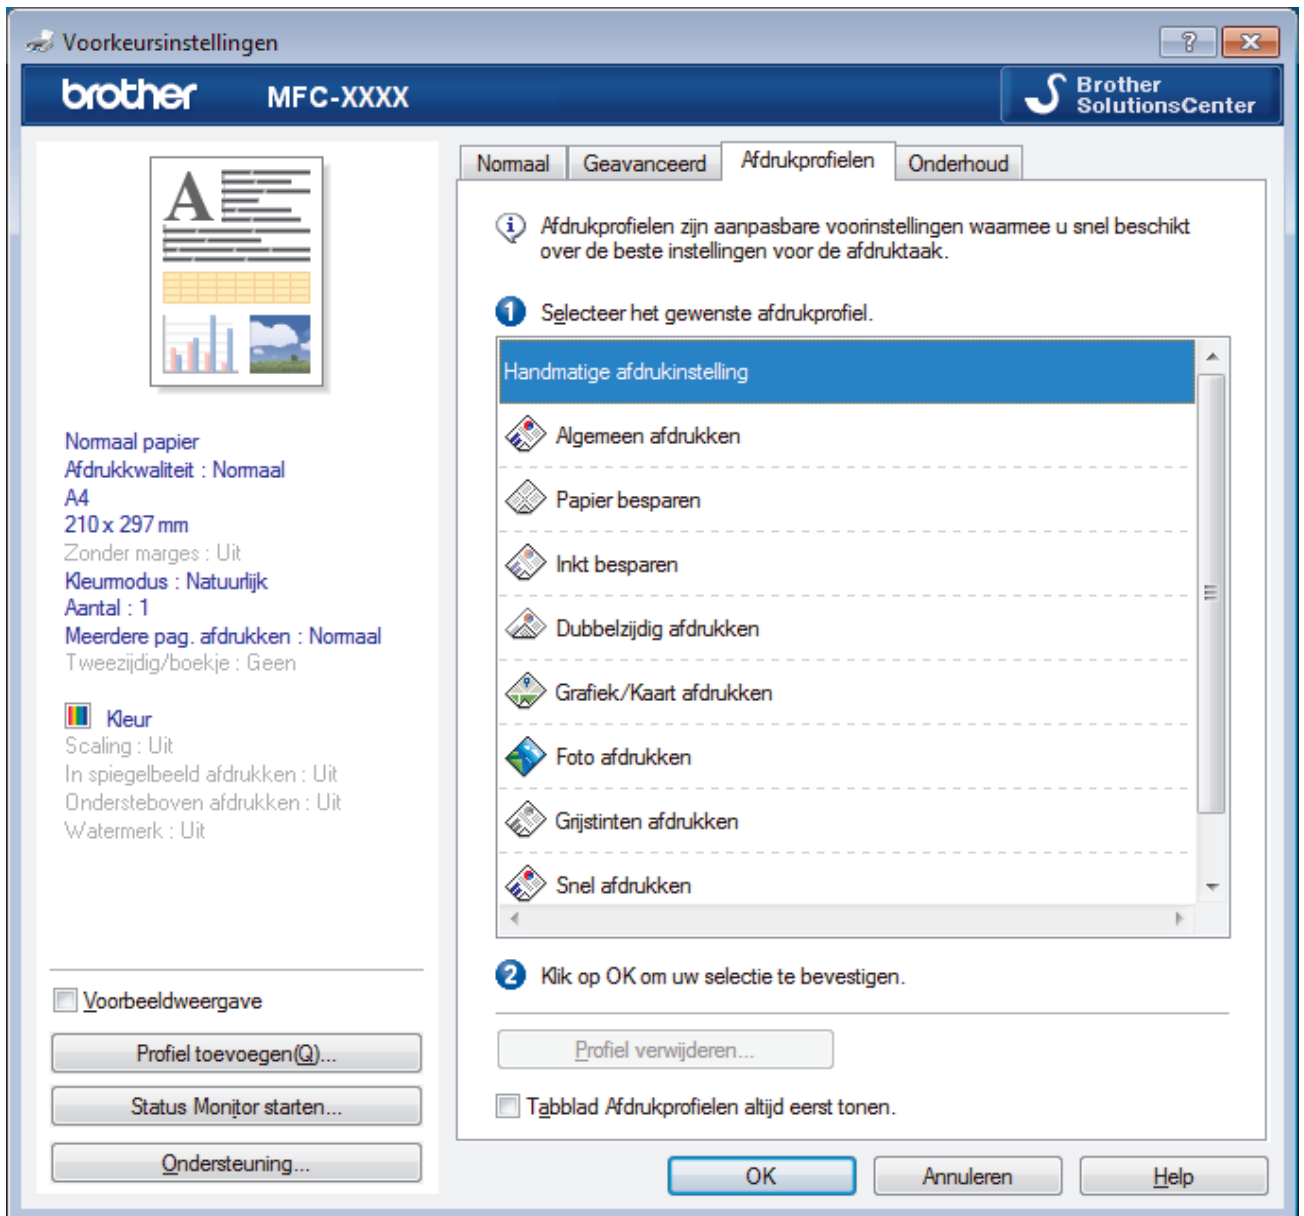 Voorkeursinstellingen
?
brother MFC-XXXX
Brother
SolutionsCenter
A
Normaal papier
Afdrukkwaliteit : Normaal
A4
210 x 297 mm
Zonder marges : Uit
Kleurmodus : Natuurlijk
Aantal : 1
Meerdere pag. afdrukken : Normaal
Tweezijdig/boekje : Geen
Kleur
Scaling : Uit
In spiegelbeeld afdrukken : Uit
Ondersteboven afdrukken : Uit
Watermerk : Uit
Voorbeeldweergave
Profiel toevoegen(Q)...
Status Monitor starten...
Ondersteuning...
Normaal Geavanceerd Afdrukprofielen Onderhoud
Afdrukprofielen zijn aanpasbare voorinstellingen waarmee u snel beschikt
over de beste instellingen voor de afdruktaak.
1 Selecteer het gewenste afdrukprofiel.
Handmatige afdrukinstelling
Algemeen afdrukken
Papier besparen
Inkt besparen
Dubbelzijdig afdrukken
Grafiek/Kaart afdrukken
Foto afdrukken
Grijstinten afdrukken
Snel afdrukken
2 Klik op OK om uw selectie te bevestigen.
Profiel verwijderen...
Tabblad Afdrukprofielen altijd eerst tonen.
OK Annuleren Help